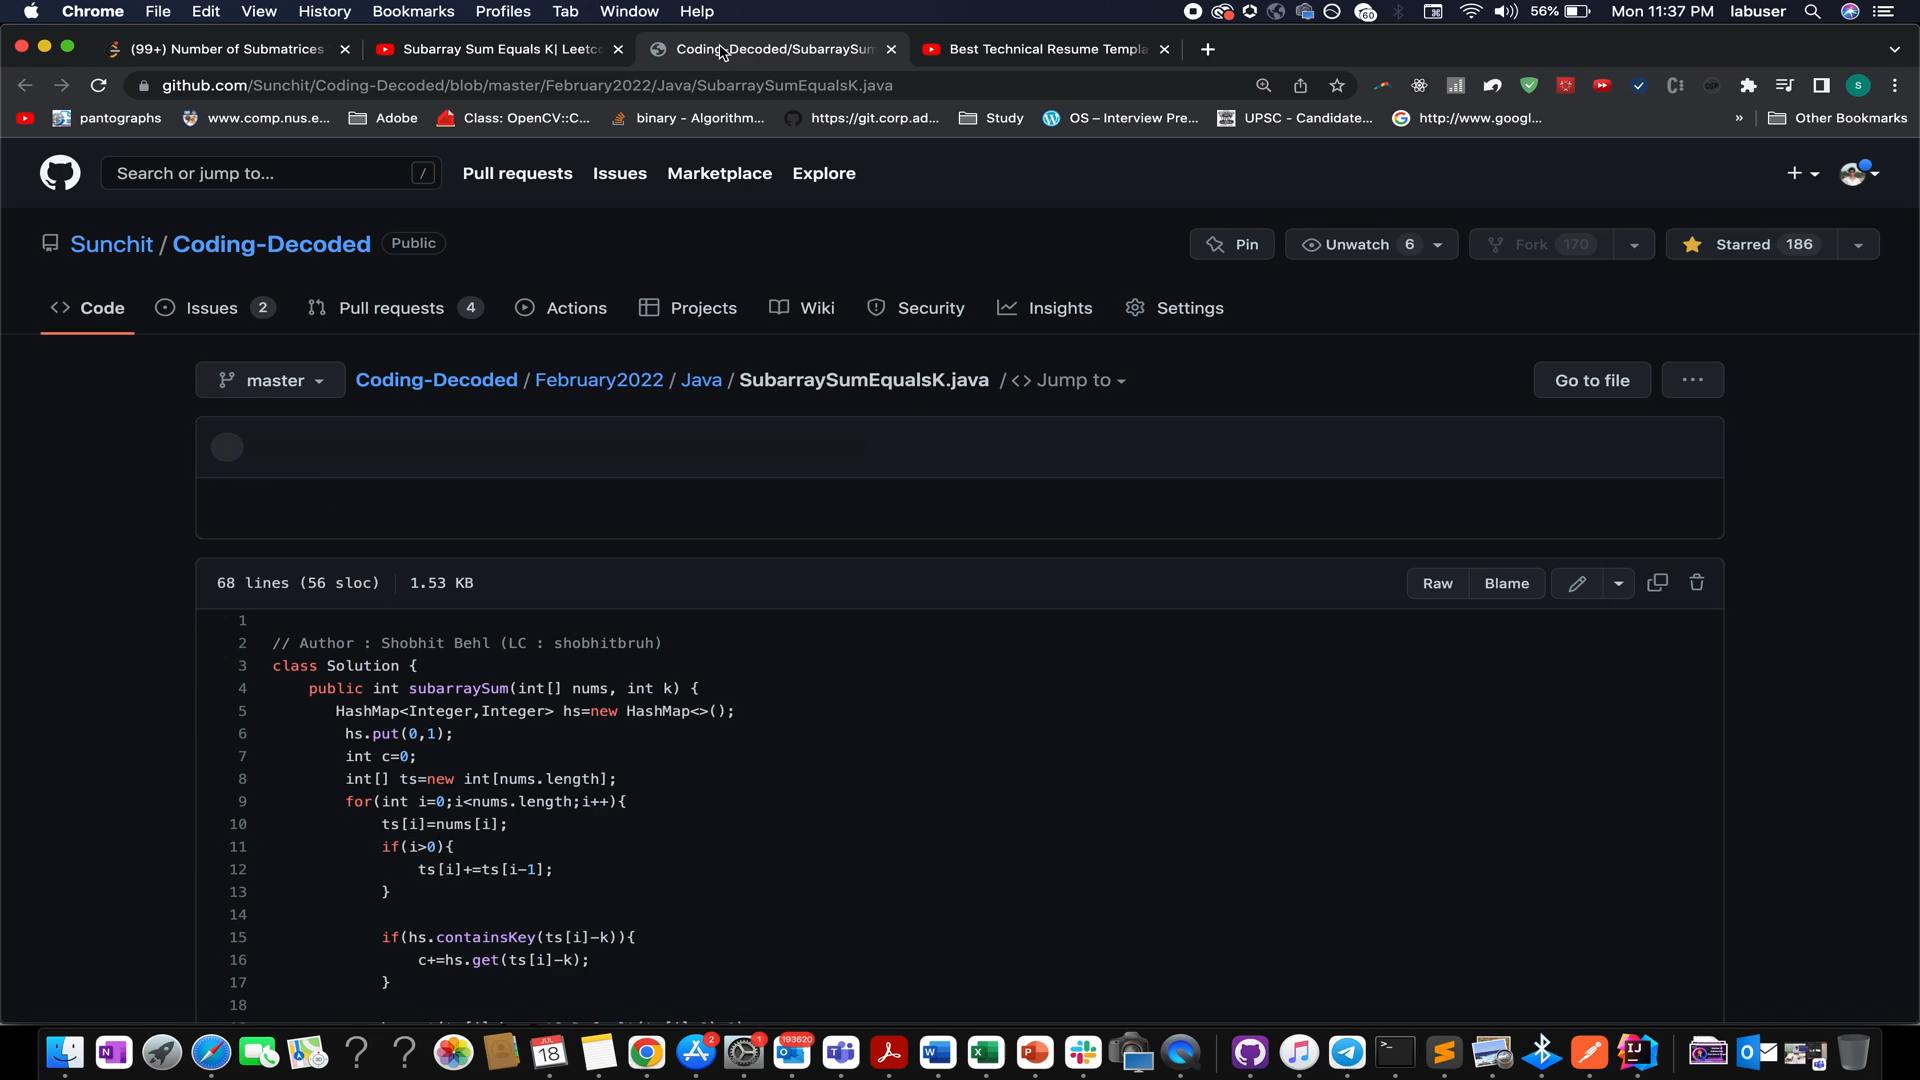 Chrome File Edit View History Bookmarks Profiles Tab Window Help 60 56% Mon 11:37 PM labuser
(99+) Number of Submatrices Subarray Sum Equals K| Leetco Coding-Decoded/SubarraySum Best Technical Resume Templa
github.com/Sunchit/Coding-Decoded/blob/master/February2022/Java/SubarraySumEqualsK.java
pantographs www.comp.nus.e... Adobe Class: OpenCV::C... binary - Algorithm... https://git.corp.ad... Study OS – Interview Pre... UPSC - Candidate... http://www.googl... » Other Bookmarks
Search or jump to... / Pull requests Issues Marketplace Explore
Sunchit / Coding-Decoded Public Pin Unwatch 6 Fork 170 Starred 186
Code Issues 2 Pull requests 4 Actions Projects Wiki Security Insights Settings
master Coding-Decoded / February2022 / Java / SubarraySumEqualsK.java / <> Jump to Go to file ...
68 lines (56 sloc) 1.53 KB Raw Blame
1
2 // Author : Shobhit Behl (LC : shobhitbruh)
3 class Solution {
4 public int subarraySum(int[] nums, int k) {
5 HashMap<Integer,Integer> hs=new HashMap<>();
6 hs.put(0,1);
7 int c=0;
8 int[] ts=new int[nums.length];
9 for(int i=0;i<nums.length;i++){
10 ts[i]=nums[i];
11 if(i>0){
12 ts[i]+=ts[i-1];
13 }
14
15 if(hs.containsKey(ts[i]-k)){
16 c+=hs.get(ts[i]-k);
17 }
18
JUL 18 2 1 193620